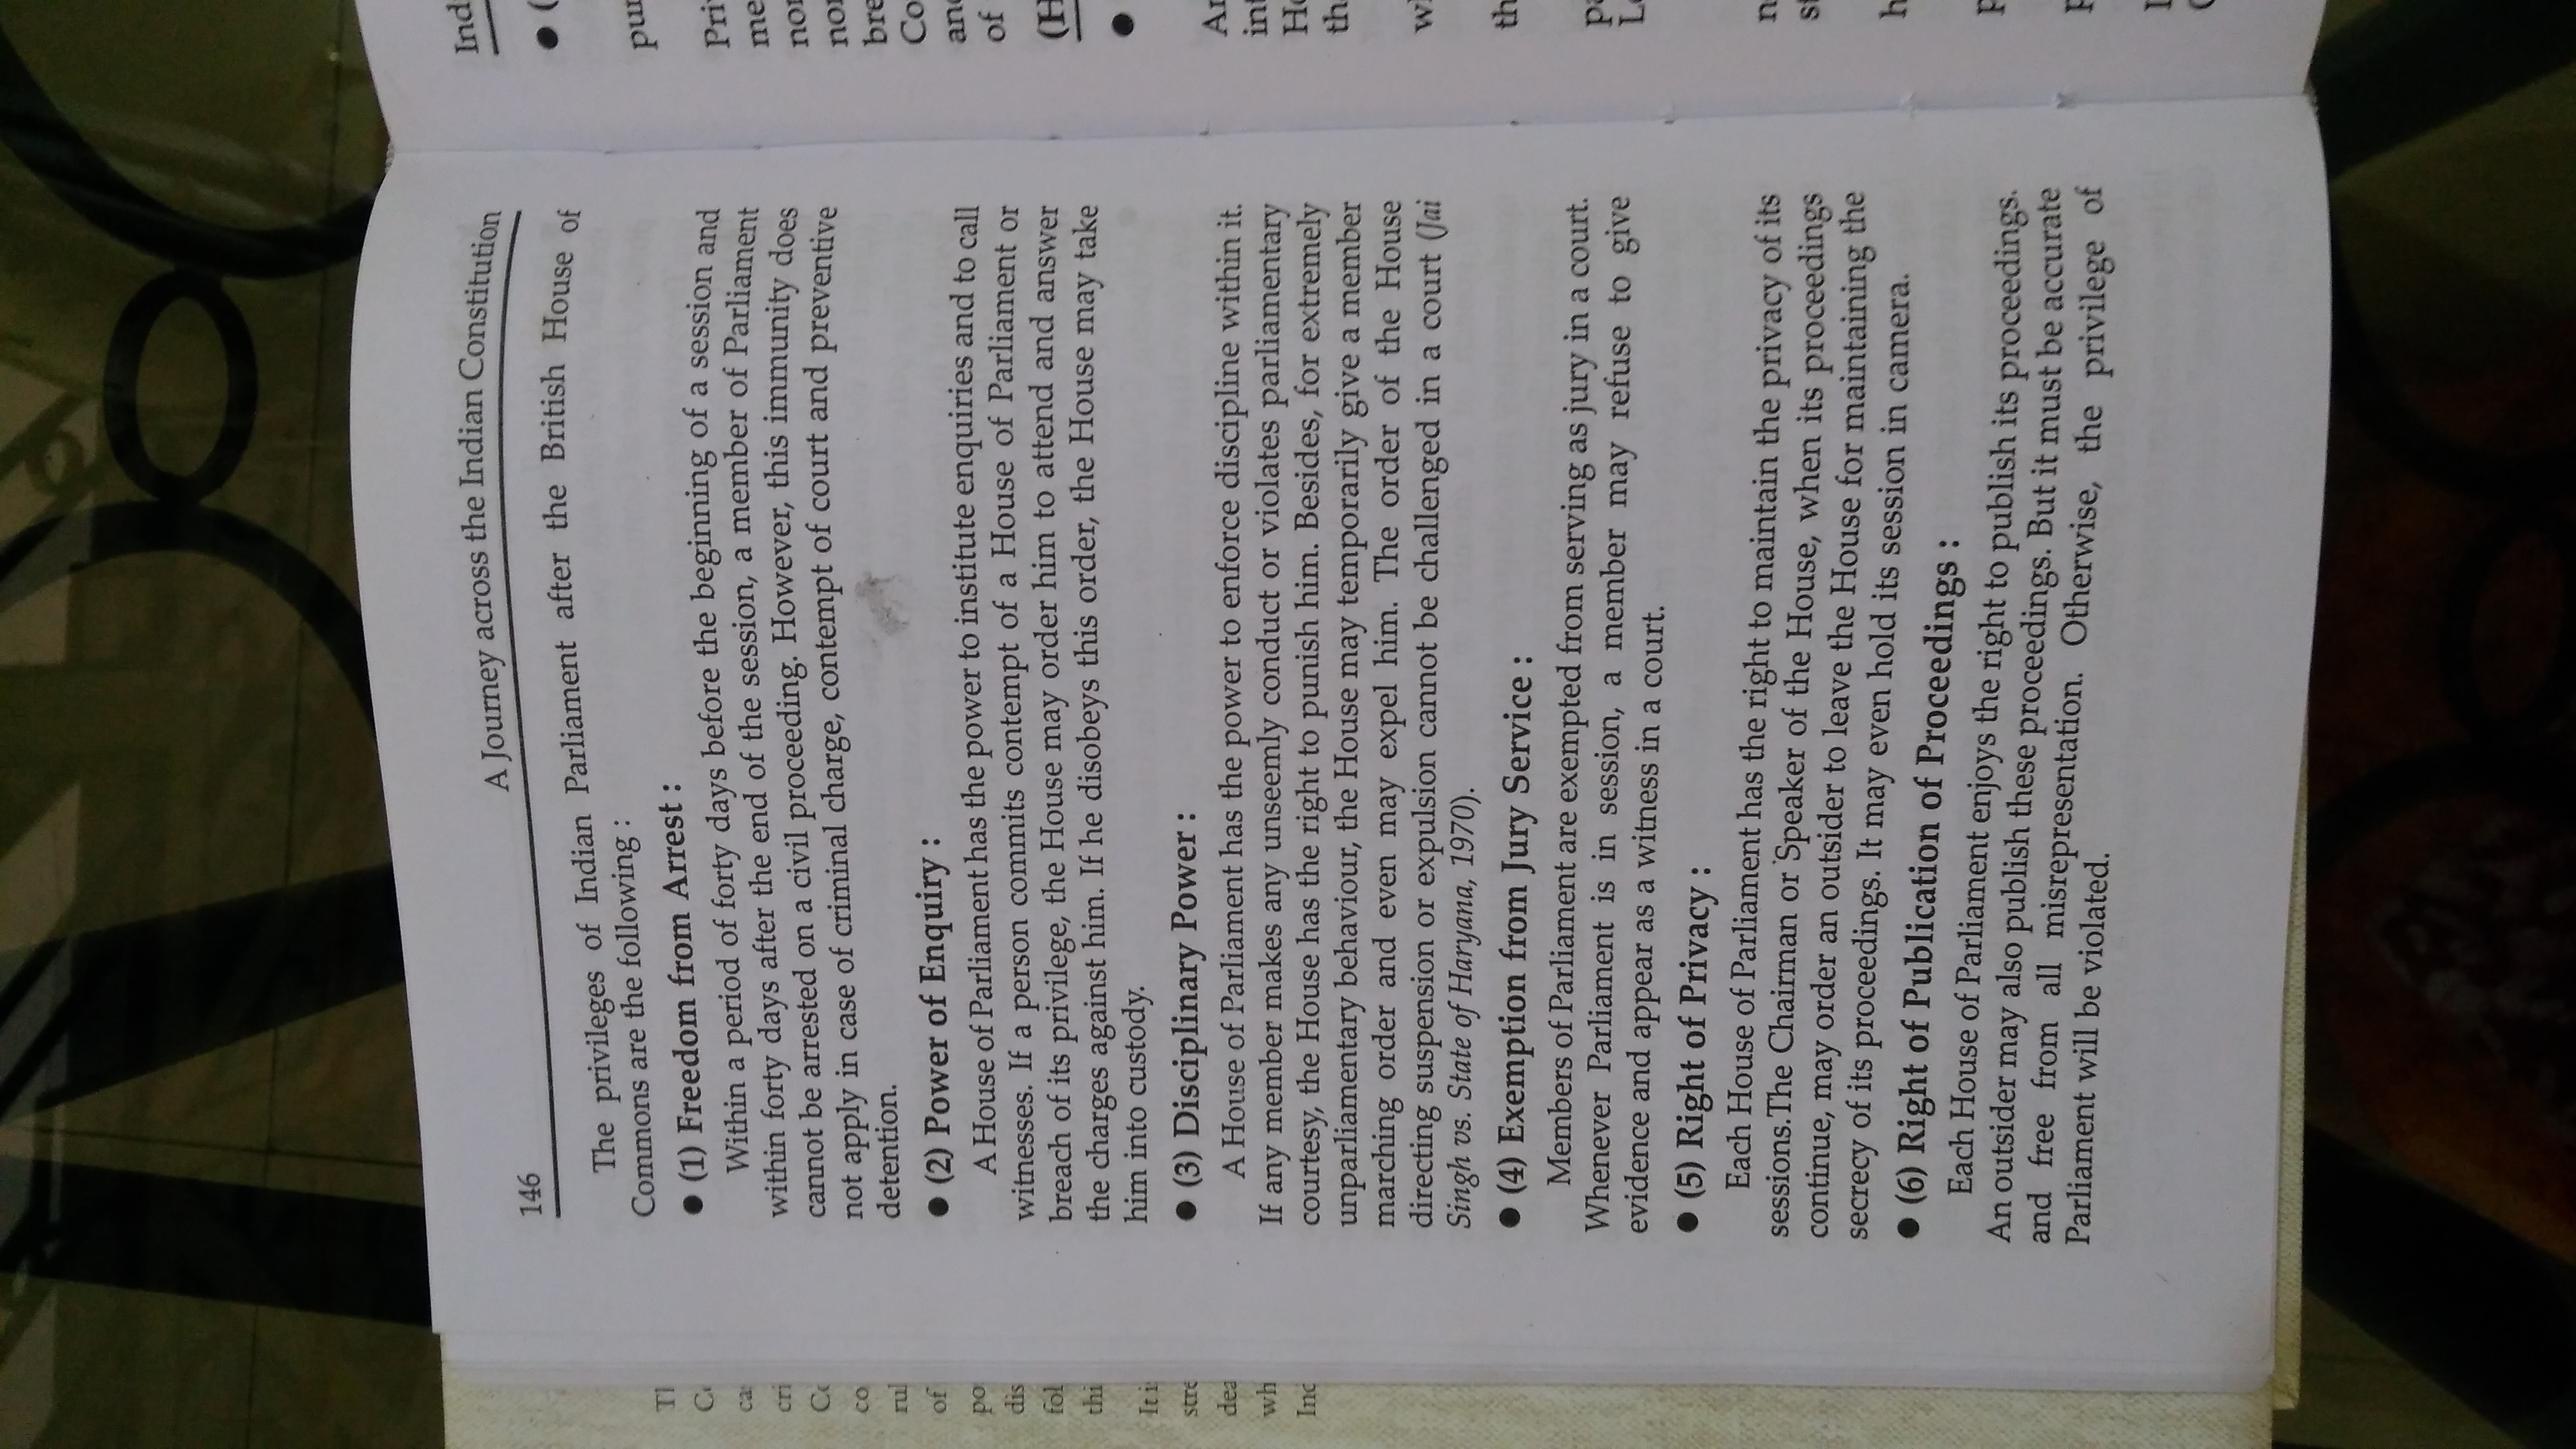 146
A Journey across the Indian Constitution
The privileges of Indian Parliament after the British House of
Commons are the following :
● (1) Freedom from Arrest :
Within a period of forty days before the beginning of a session and
within forty days after the end of the session, a member of Parliament
cannot be arrested on a civil proceeding. However, this immunity does
not apply in case of criminal charge, contempt of court and preventive
detention.
● (2) Power of Enquiry :
A House of Parliament has the power to institute enquiries and to call
witnesses. If a person commits contempt of a House of Parliament or
breach of its privilege, the House may order him to attend and answer
the charges against him. If he disobeys this order, the House may take
him into custody.
● (3) Disciplinary Power :
A House of Parliament has the power to enforce discipline within it.
If any member makes any unseemly conduct or violates parliamentary
courtesy, the House has the right to punish him. Besides, for extremely
unparliamentary behaviour, the House may temporarily give a member
marching order and even may expel him. The order of the House
directing suspension or expulsion cannot be challenged in a court (Jai
Singh vs. State of Haryana, 1970).
● (4) Exemption from Jury Service :
Members of Parliament are exempted from serving as jury in a court.
Whenever Parliament is in session, a member may refuse to give
evidence and appear as a witness in a court.
● (5) Right of Privacy :
Each House of Parliament has the right to maintain the privacy of its
sessions.The Chairman or Speaker of the House, when its proceedings
continue, may order an outsider to leave the House for maintaining the
secrecy of its proceedings. It may even hold its session in camera.
● (6) Right of Publication of Proceedings :
Each House of Parliament enjoys the right to publish its proceedings.
An outsider may also publish these proceedings. But it must be accurate
and free from all misrepresentation. Otherwise, the privilege of
Parliament will be violated.